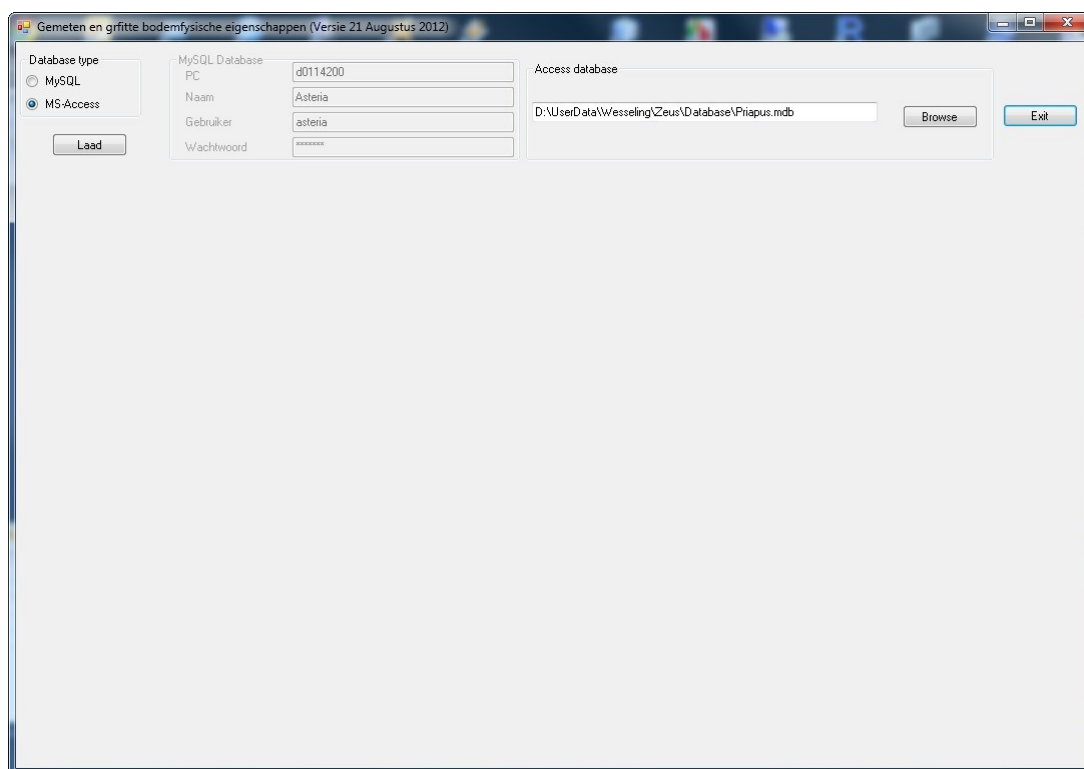 Gemeten en grfitte bodemfysische eigenschappen (Versie 21 Augustus 2012)
Database type
MySQL
MS-Access
Laad
MySQL Database
PC
d0114200
Naam
Asteria
Gebruiker
asteria
Wachtwoord
*******
Access database
D:\UserData\Wesseling\Zeus\Database\Priapus.mdb
Browse
Exit